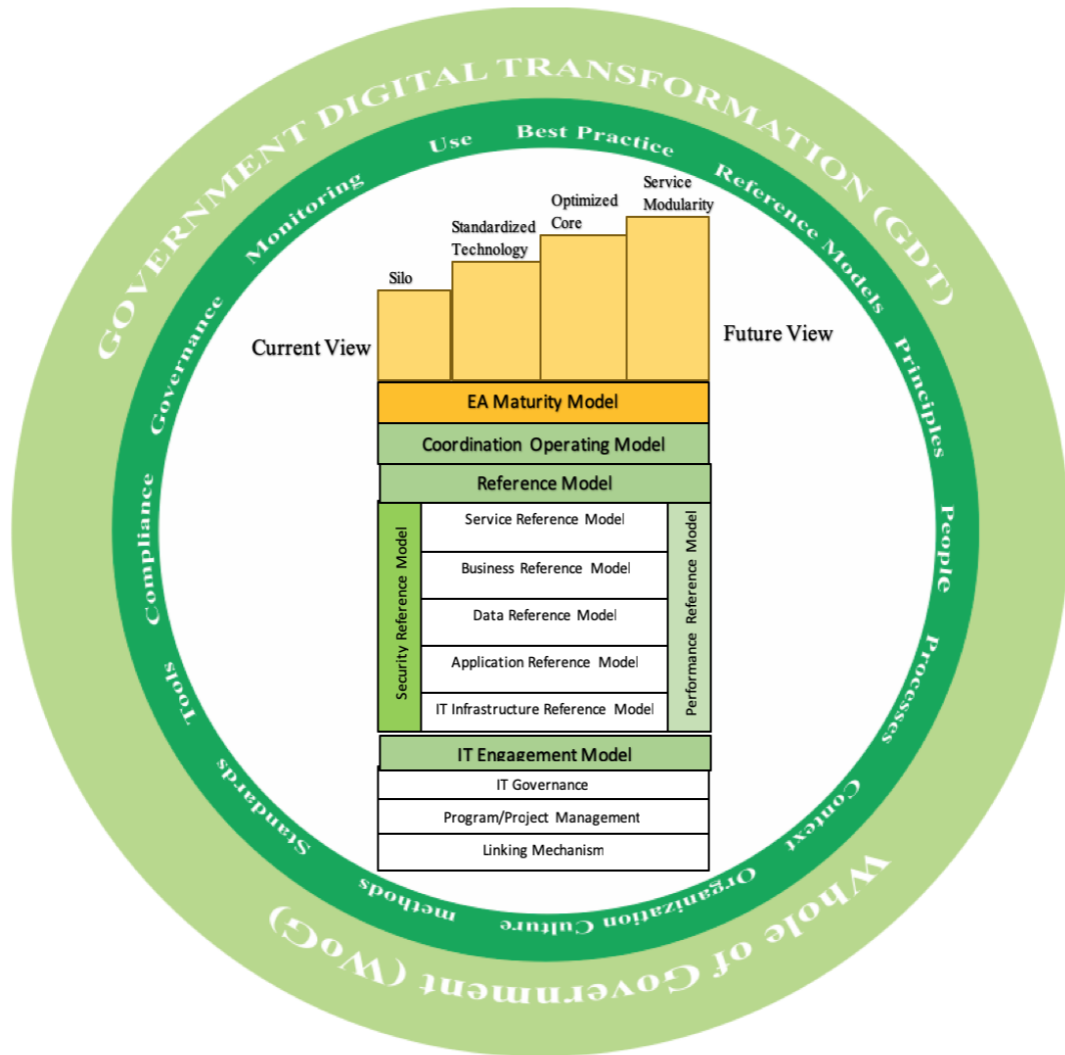 GOVERNMENT DIGITAL TRANSFORMATION (GDT)
Whole of Government (WoG)
Use
Best Practice
Reference Models
Principles
People
Processes
Context
Organization Culture
methods
Standards
Tools
Compliance
Governance
Monitoring
Silo
Standardized
Technology
Optimized
Core
Service
Modularity
Current View
Future View
EA Maturity Model
Coordination Operating Model
Reference Model
Security Reference Model
Service Reference Model
Business Reference Model
Data Reference Model
Application Reference Model
IT Infrastructure Reference Model
Performance Reference Model
IT Engagement Model
IT Governance
Program/Project Management
Linking Mechanism